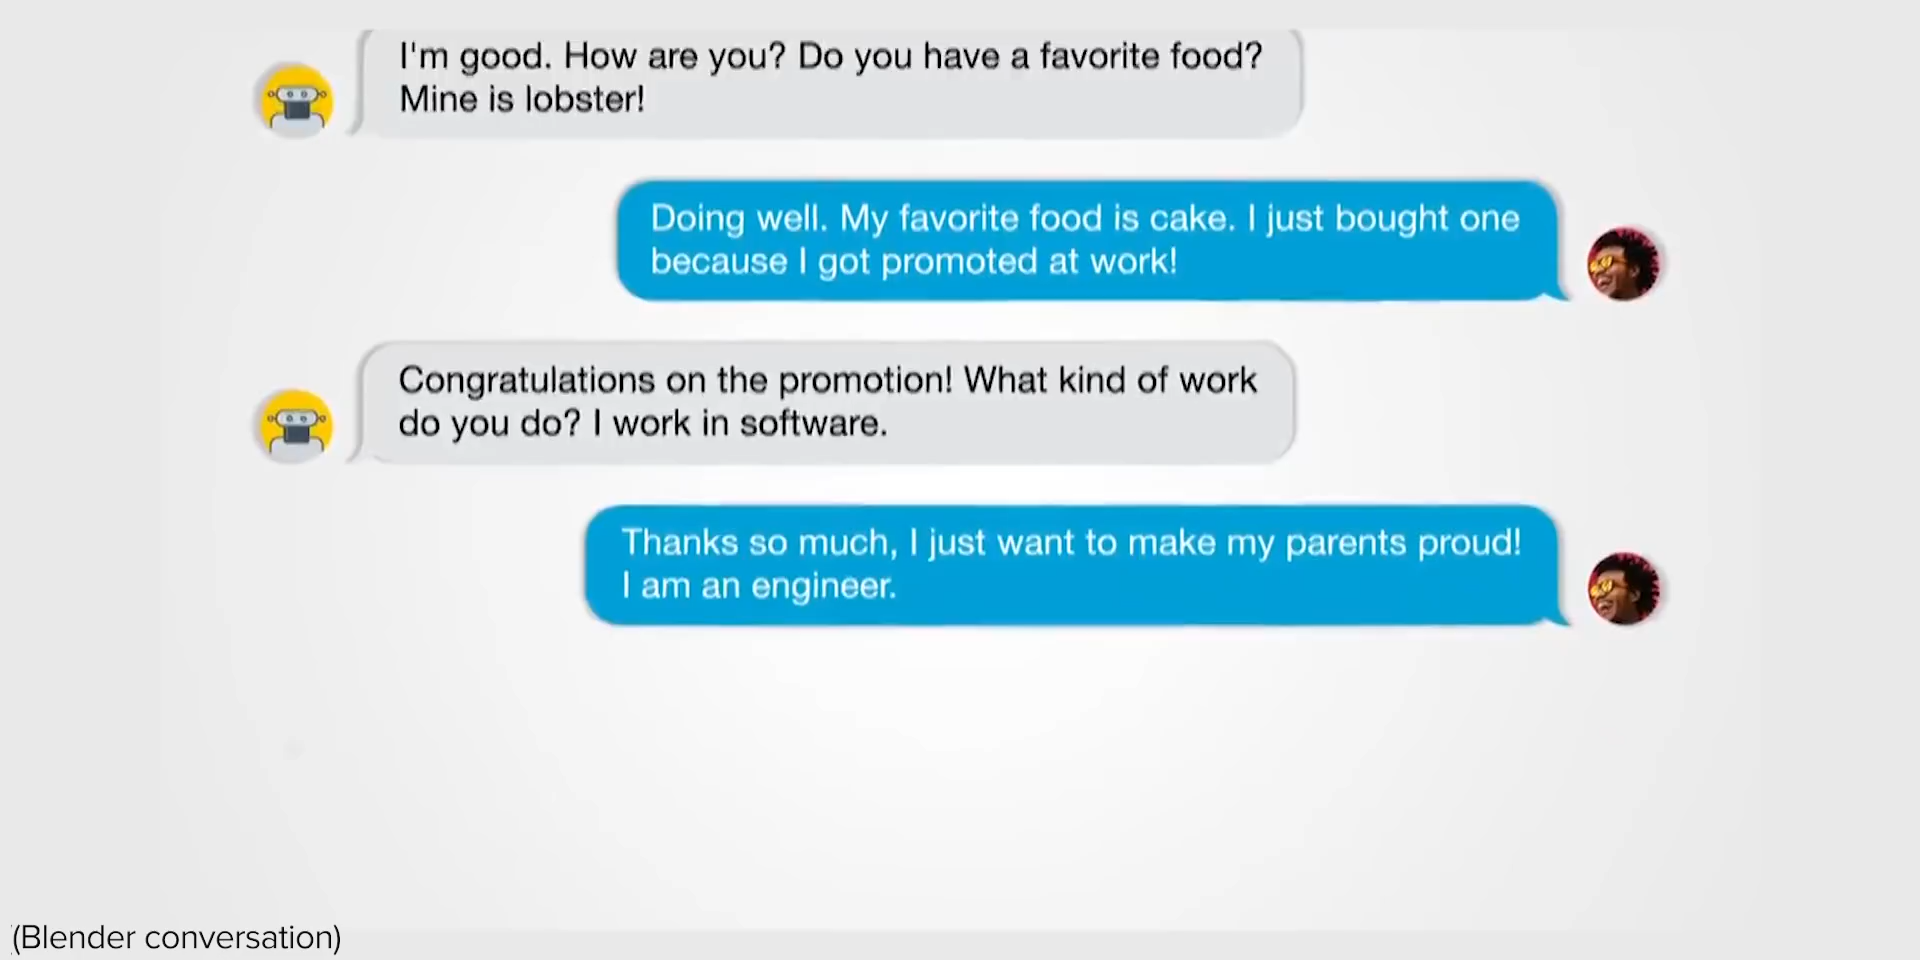 I'm good. How are you? Do you have a favorite food?
Mine is lobster!
Doing well. My favorite food is cake. I just bought one
because I got promoted at work!
Congratulations on the promotion! What kind of work
do you do? I work in software.
Thanks so much, I just want to make my parents proud!
I am an engineer.
(Blender conversation)